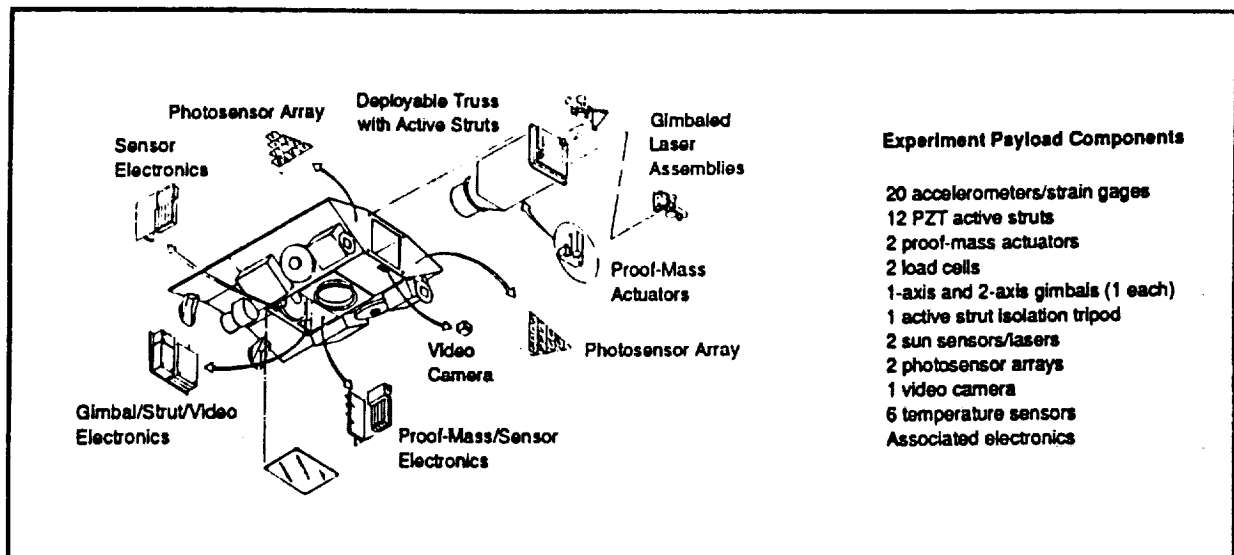 Photosensor Array
Deployable Truss
with Active Struts
Gimbaled
Laser
Assemblies
Sensor
Electronics
Proof-Mass
Actuators
Video
Camera
Photosensor Array
Gimbal/Strut/Video
Electronics
Proof-Mass/Sensor
Electronics
Experiment Payload Components
20 accelerometers/strain gages
12 PZT active struts
2 proof-mass actuators
2 load cells
1-axis and 2-axis gimbals (1 each)
1 active strut isolation tripod
2 sun sensors/lasers
2 photosensor arrays
1 video camera
6 temperature sensors
Associated electronics